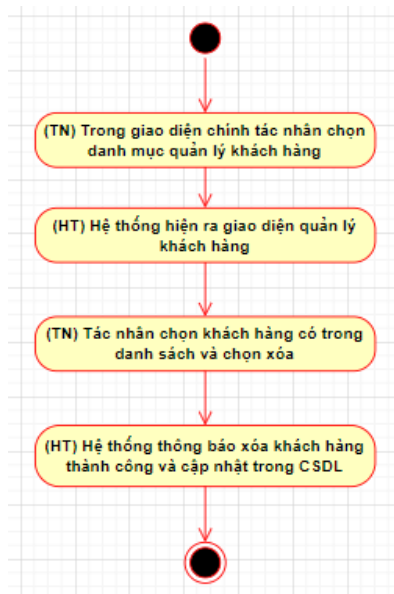 (TN) Trong giao diện chính tác nhân chọn
danh mục quản lý khách hàng
(HT) Hệ thống hiện ra giao diện quản lý
khách hàng
(TN) Tác nhân chọn khách hàng có trong
danh sách và chọn xóa
(HT) Hệ thống thông báo xóa khách hàng
thành công và cập nhật trong CSDL